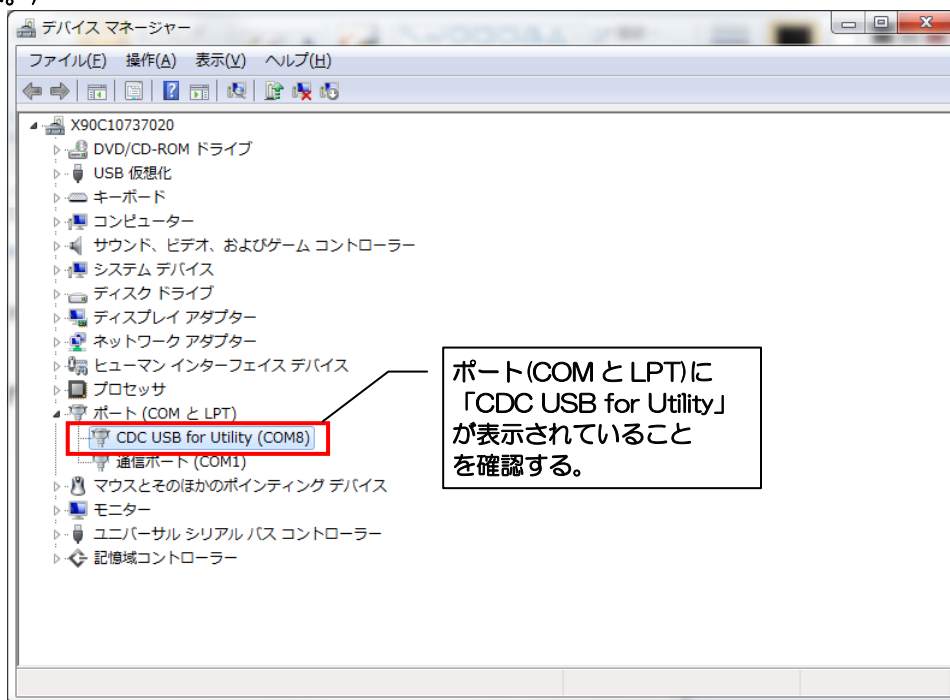 デバイス マネージャー
ファイル(F) 操作(A) 表示(V) ヘルプ(H)
X90C10737020
DVD/CD-ROM ドライブ
USB 仮想化
キーボード
コンピューター
サウンド、ビデオ、およびゲーム コントローラー
システム デバイス
ディスク ドライブ
ディスプレイ アダプター
ネットワーク アダプター
ヒューマン インターフェイス デバイス
プロセッサ
ポート (COM と LPT)
CDC USB for Utility (COM8)
通信ポート (COM1)
マウスとそのほかのポインティング デバイス
モニター
ユニバーサル シリアル バス コントローラー
記憶域コントローラー
ポート(COM と LPT)に
「CDC USB for Utility」
が表示されていること
を確認する。